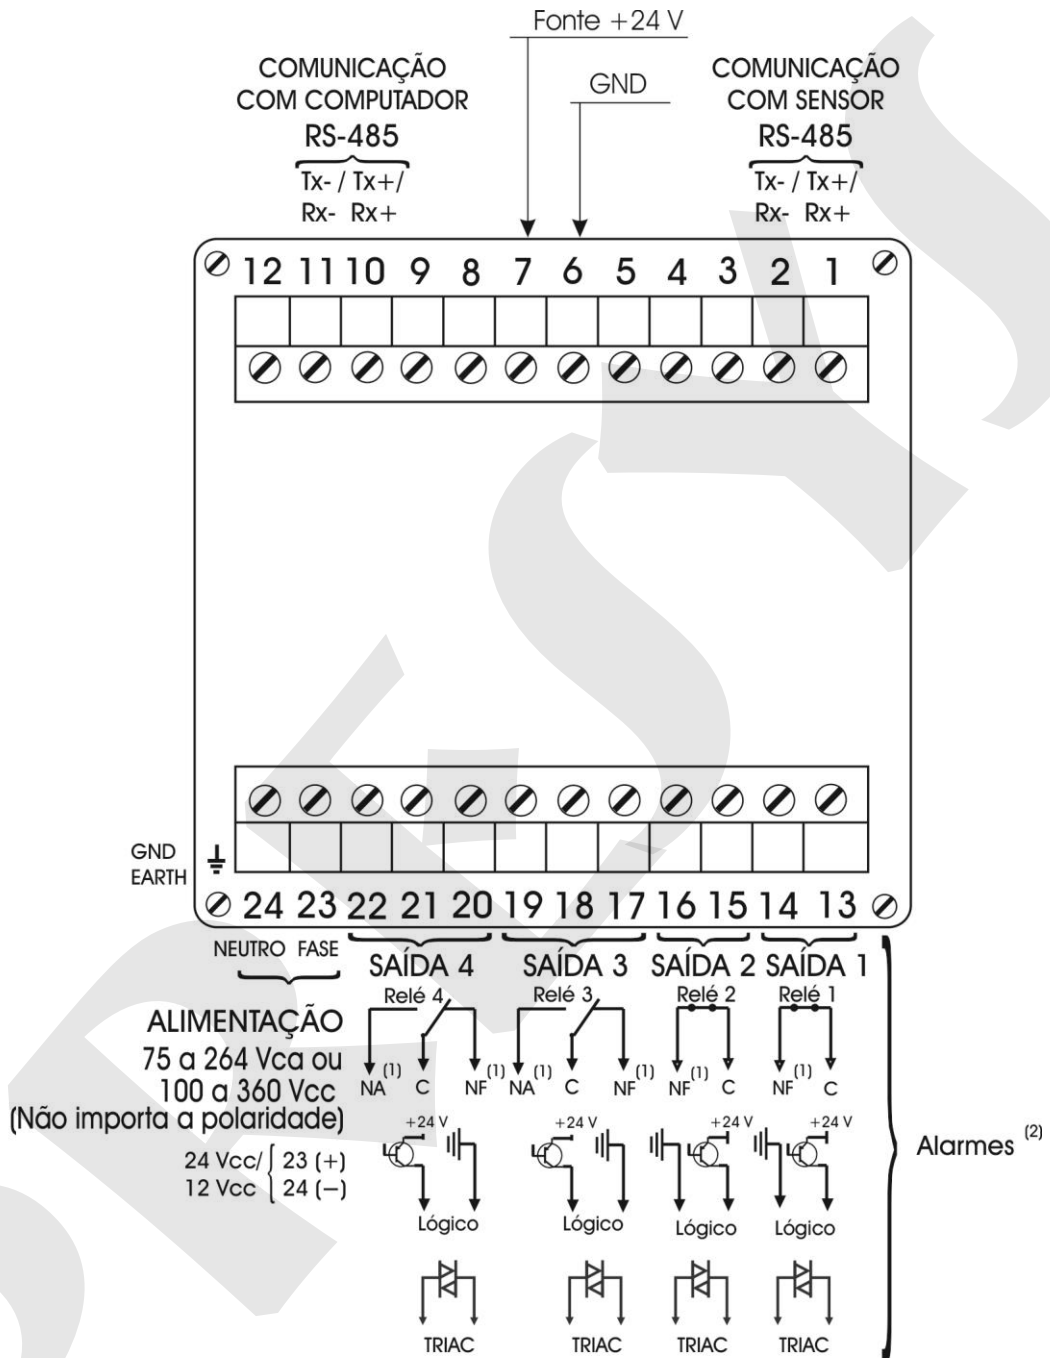 Fonte +24 V
GND
COMUNICAÇÃO
COM COMPUTADOR
RS-485
Tx- / Tx+/
Rx- Rx+
COMUNICAÇÃO
COM SENSOR
RS-485
Tx- / Tx+/
Rx- Rx+
12 11 10 9 8 7 6 5 4 3 2 1
GND
EARTH
24 23 22 21 20 19 18 17 16 15 14 13
NEUTRO FASE
ALIMENTAÇÃO
75 a 264 Vca ou
100 a 360 Vcc
(Não importa a polaridade)
24 Vcc/ 23 (+)
12 Vcc 24 (−)
SAÍDA 4 SAÍDA 3 SAÍDA 2 SAÍDA 1
Relé 4 Relé 3 Relé 2 Relé 1
NA (1) C NF (1) NA (1) C NF (1) NF (1) C NF (1) C
+24 V +24 V +24 V +24 V
Lógico Lógico Lógico Lógico
TRIAC TRIAC TRIAC TRIAC
Alarmes (2)
PRESYS